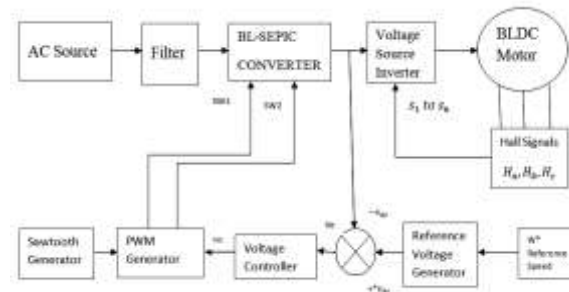 AC Source
Filter
BL-SEPIC
CONVERTER
Voltage
Source
Inverter
BLDC
Motor
SW1
SW2
s₁ to s₆
Hall Signals
Hₐ, H_b, H_c
Sawtooth
Generator
PWM
Generator
Voltage
Controller
Reference
Voltage
Generator
W*
Reference
Speed